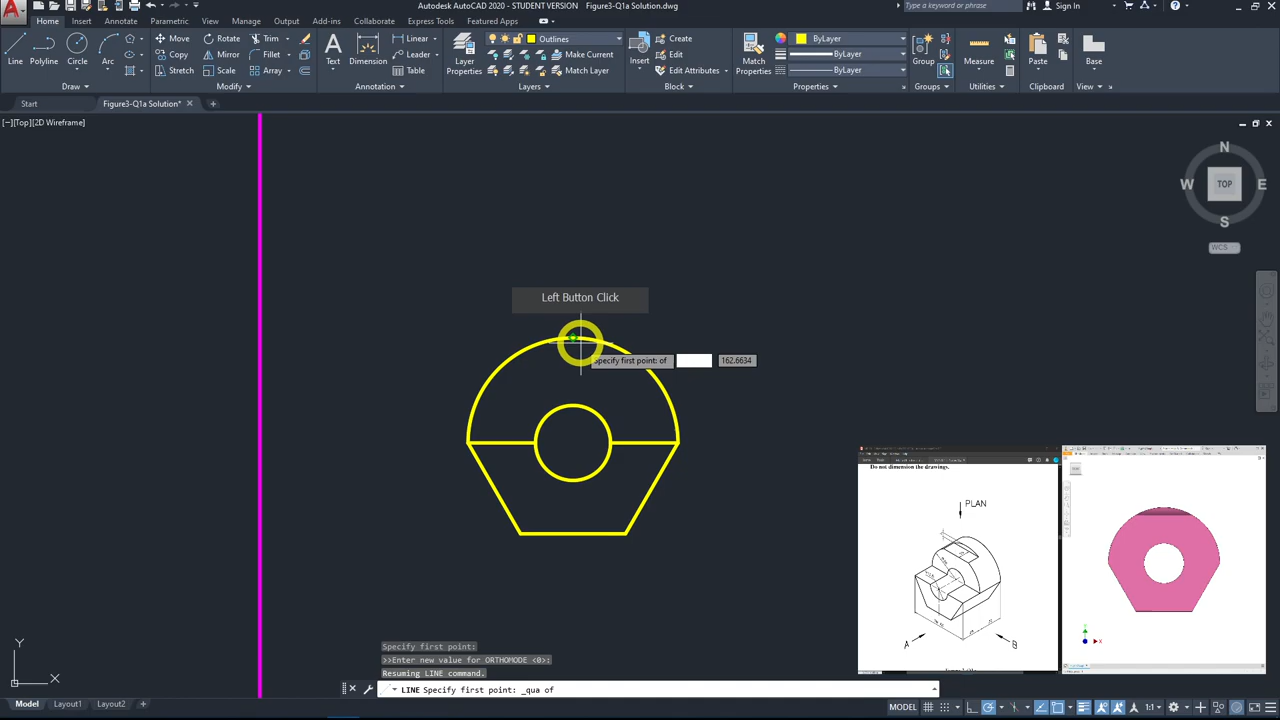 Autodesk AutoCAD 2020 - STUDENT VERSION Figure3-Q1a Solution.dwg
Type a keyword or phrase
Sign In
Home Insert Annotate Parametric View Manage Output Add-ins Collaborate Express Tools Featured Apps
Line Polyline Circle Arc
Move Rotate Trim
Copy Mirror Fillet
Stretch Scale Array
Text Dimension
Linear
Leader
Table
Layer Properties
Outlines
Make Current
Match Layer
Insert
Create
Edit
Edit Attributes
Match Properties
ByLayer
ByLayer
ByLayer
Group Measure Paste Base
Draw Modify Annotation Layers Block Properties Groups Utilities Clipboard View
Start Figure3-Q1a Solution*
[−][Top][2D Wireframe]
N
W TOP E
S
WCS
Left Button Click
Specify first point: of 162.6634
Do not dimension the drawings.
PLAN
A B
Y
X
Specify first point:
>>Enter new value for ORTHOMODE <0>:
Resuming LINE command.
LINE Specify first point: _qua of
Model Layout1 Layout2
MODEL 1:1